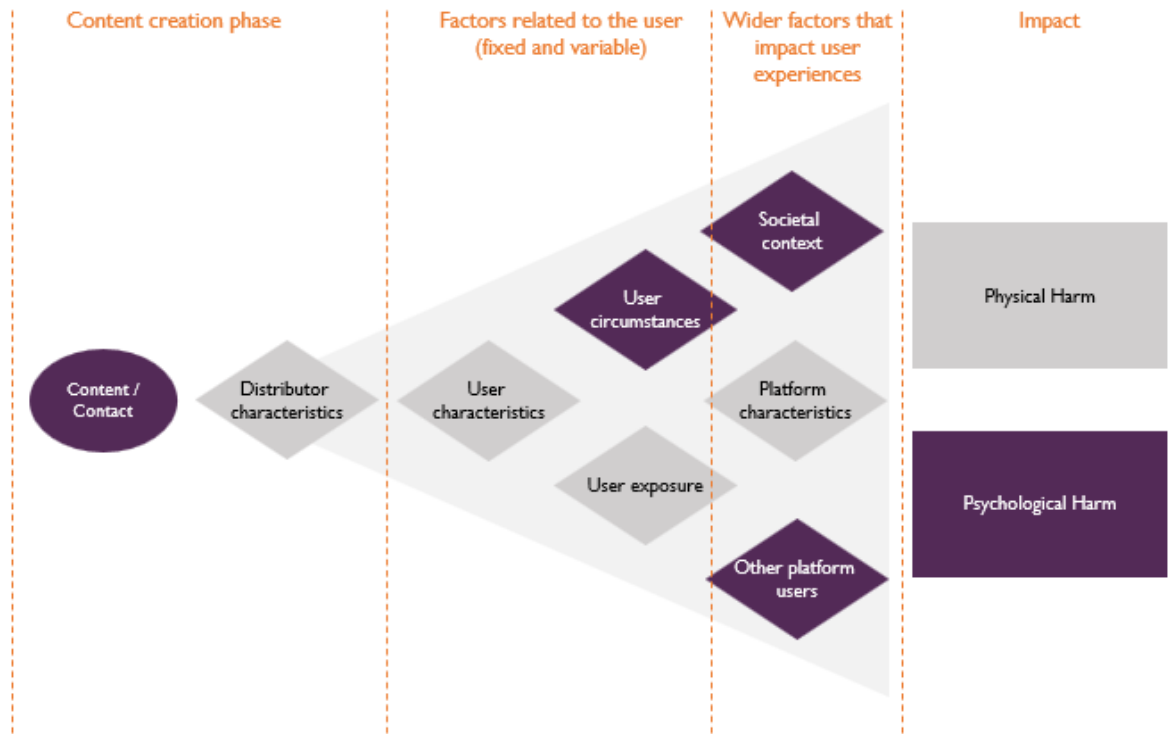 Content creation phase
Factors related to the user
(fixed and variable)
Wider factors that
impact user
experiences
Impact
Content /
Contact
Distributor
characteristics
User
characteristics
User
circumstances
User exposure
Societal
context
Platform
characteristics
Other platform
users
Physical Harm
Psychological Harm